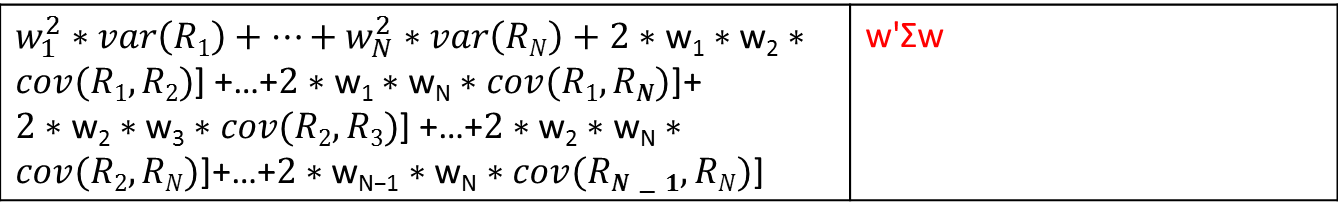 w₁² * var(R₁) + ⋯ + w_N² * var(R_N) + 2 * w₁ * w₂ *
cov(R₁, R₂)] +...+2 * w₁ * w_N * cov(R₁, R_N)]+
2 * w₂ * w₃ * cov(R₂, R₃)] +...+2 * w₂ * w_N *
cov(R₂, R_N)]+...+2 * w_N–1 * w_N * cov(R_N _ 1, R_N)]
w'Σw